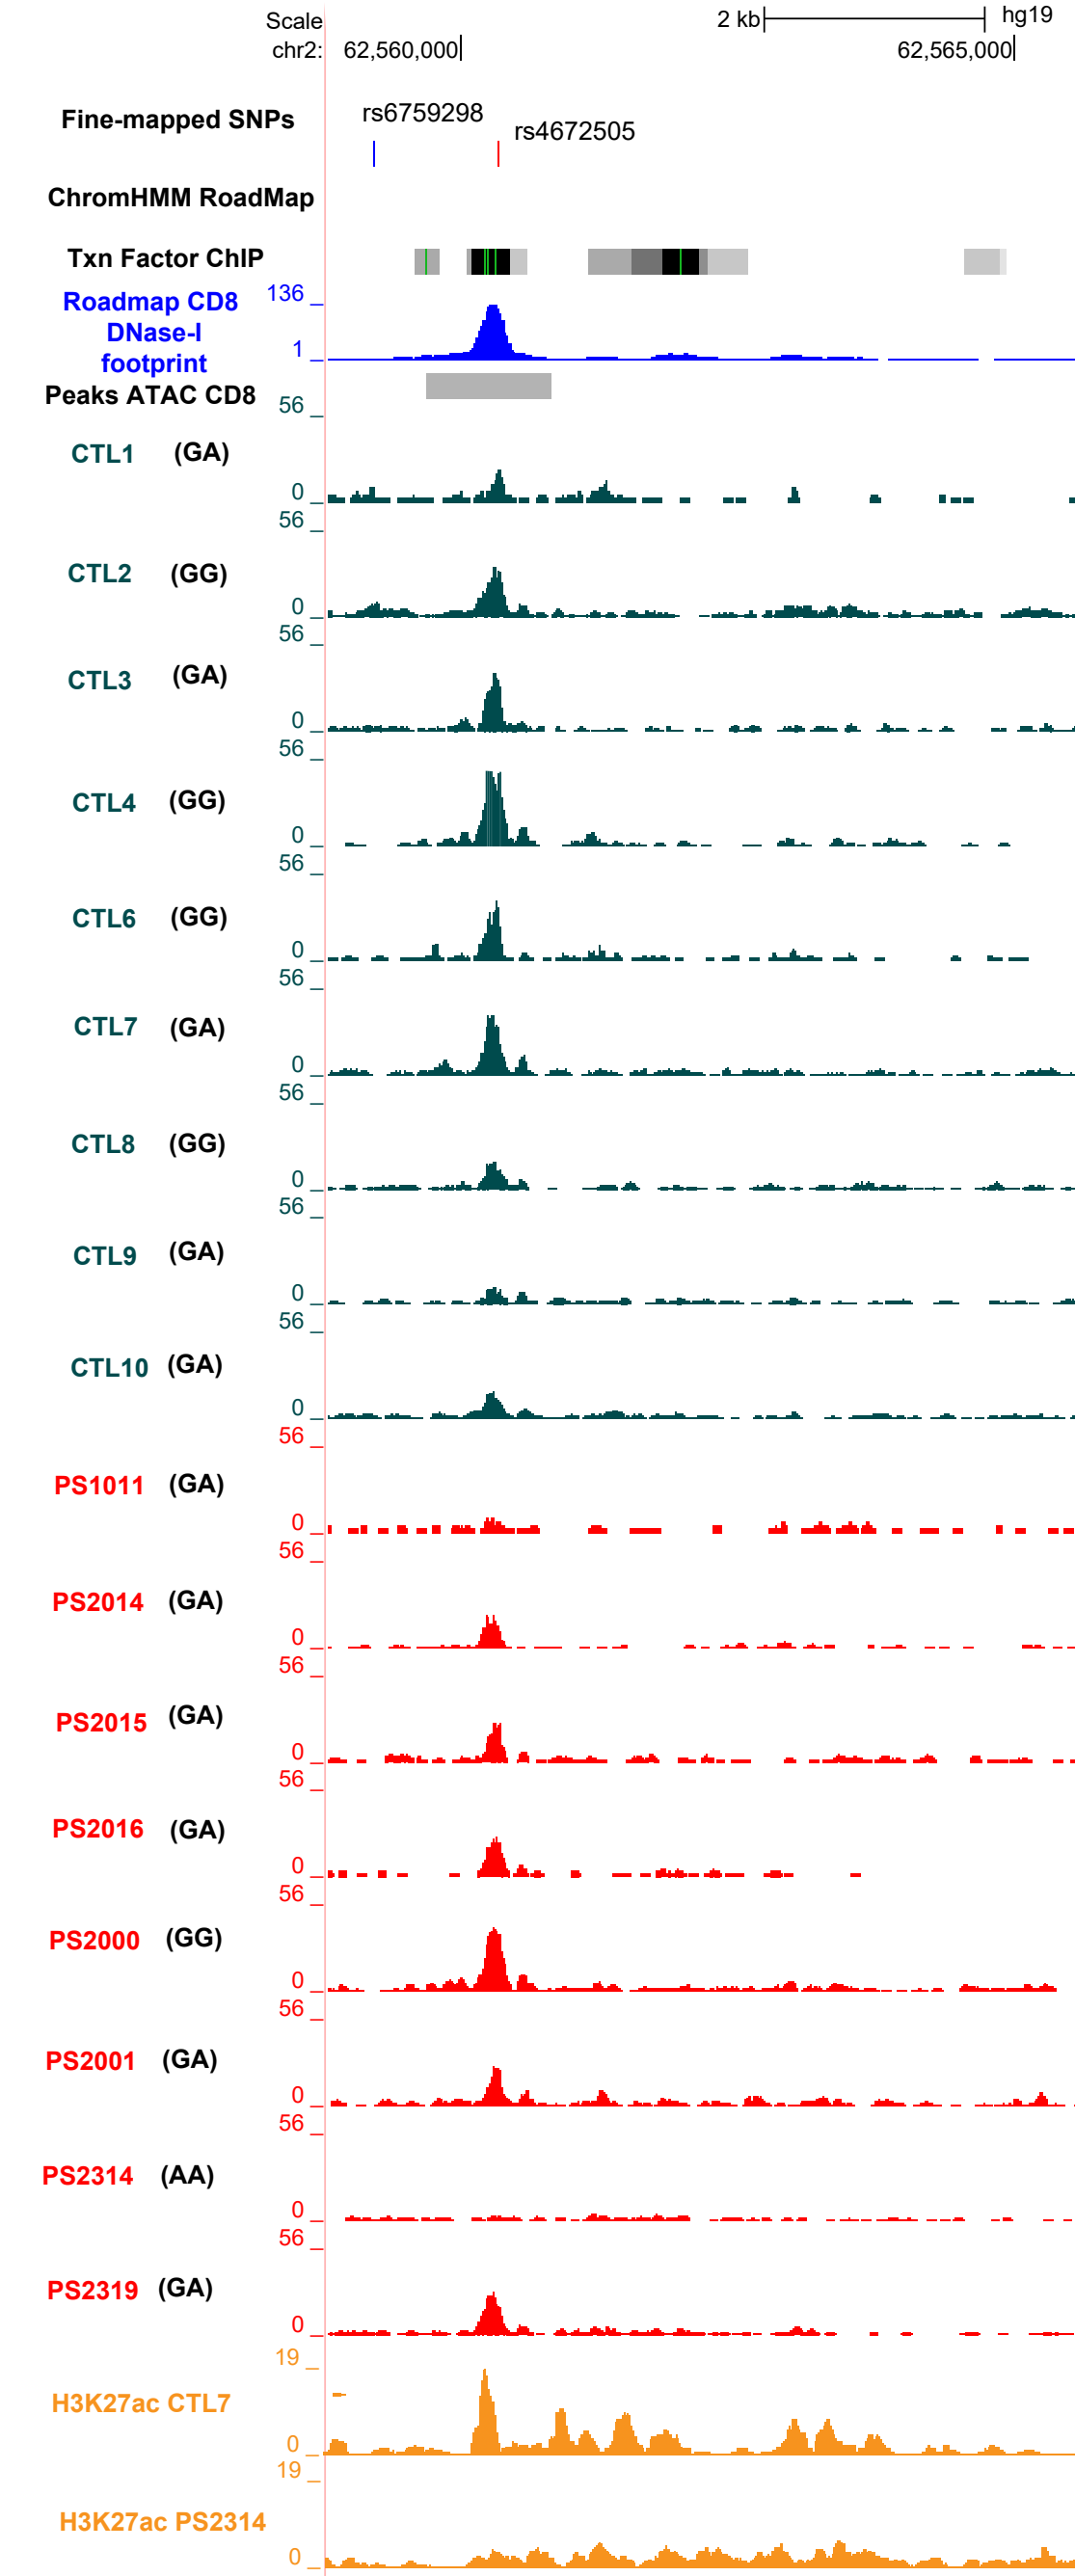 Scale 2 kb hg19
chr2: 62,560,000 62,565,000
rs6759298
Fine-mapped SNPs
rs4672505
ChromHMM RoadMap
Txn Factor ChIP
Roadmap CD8 136
DNase-I
1
footprint
Peaks ATAC CD8
56
CTL1 (GA)
0
56
CTL2 (GG)
0
56
CTL3 (GA)
0
56
CTL4 (GG)
0
56
CTL6 (GG)
0
56
CTL7 (GA)
0
56
CTL8 (GG)
0
56
CTL9 (GA)
0
56
CTL10 (GA)
0
56
PS1011 (GA)
0
56
PS2014 (GA)
0
56
PS2015 (GA)
0
56
PS2016 (GA)
0
56
PS2000 (GG)
0
56
PS2001 (GA)
0
56
PS2314 (AA)
0
56
PS2319 (GA)
0
19
H3K27ac CTL7
0
19
H3K27ac PS2314
0